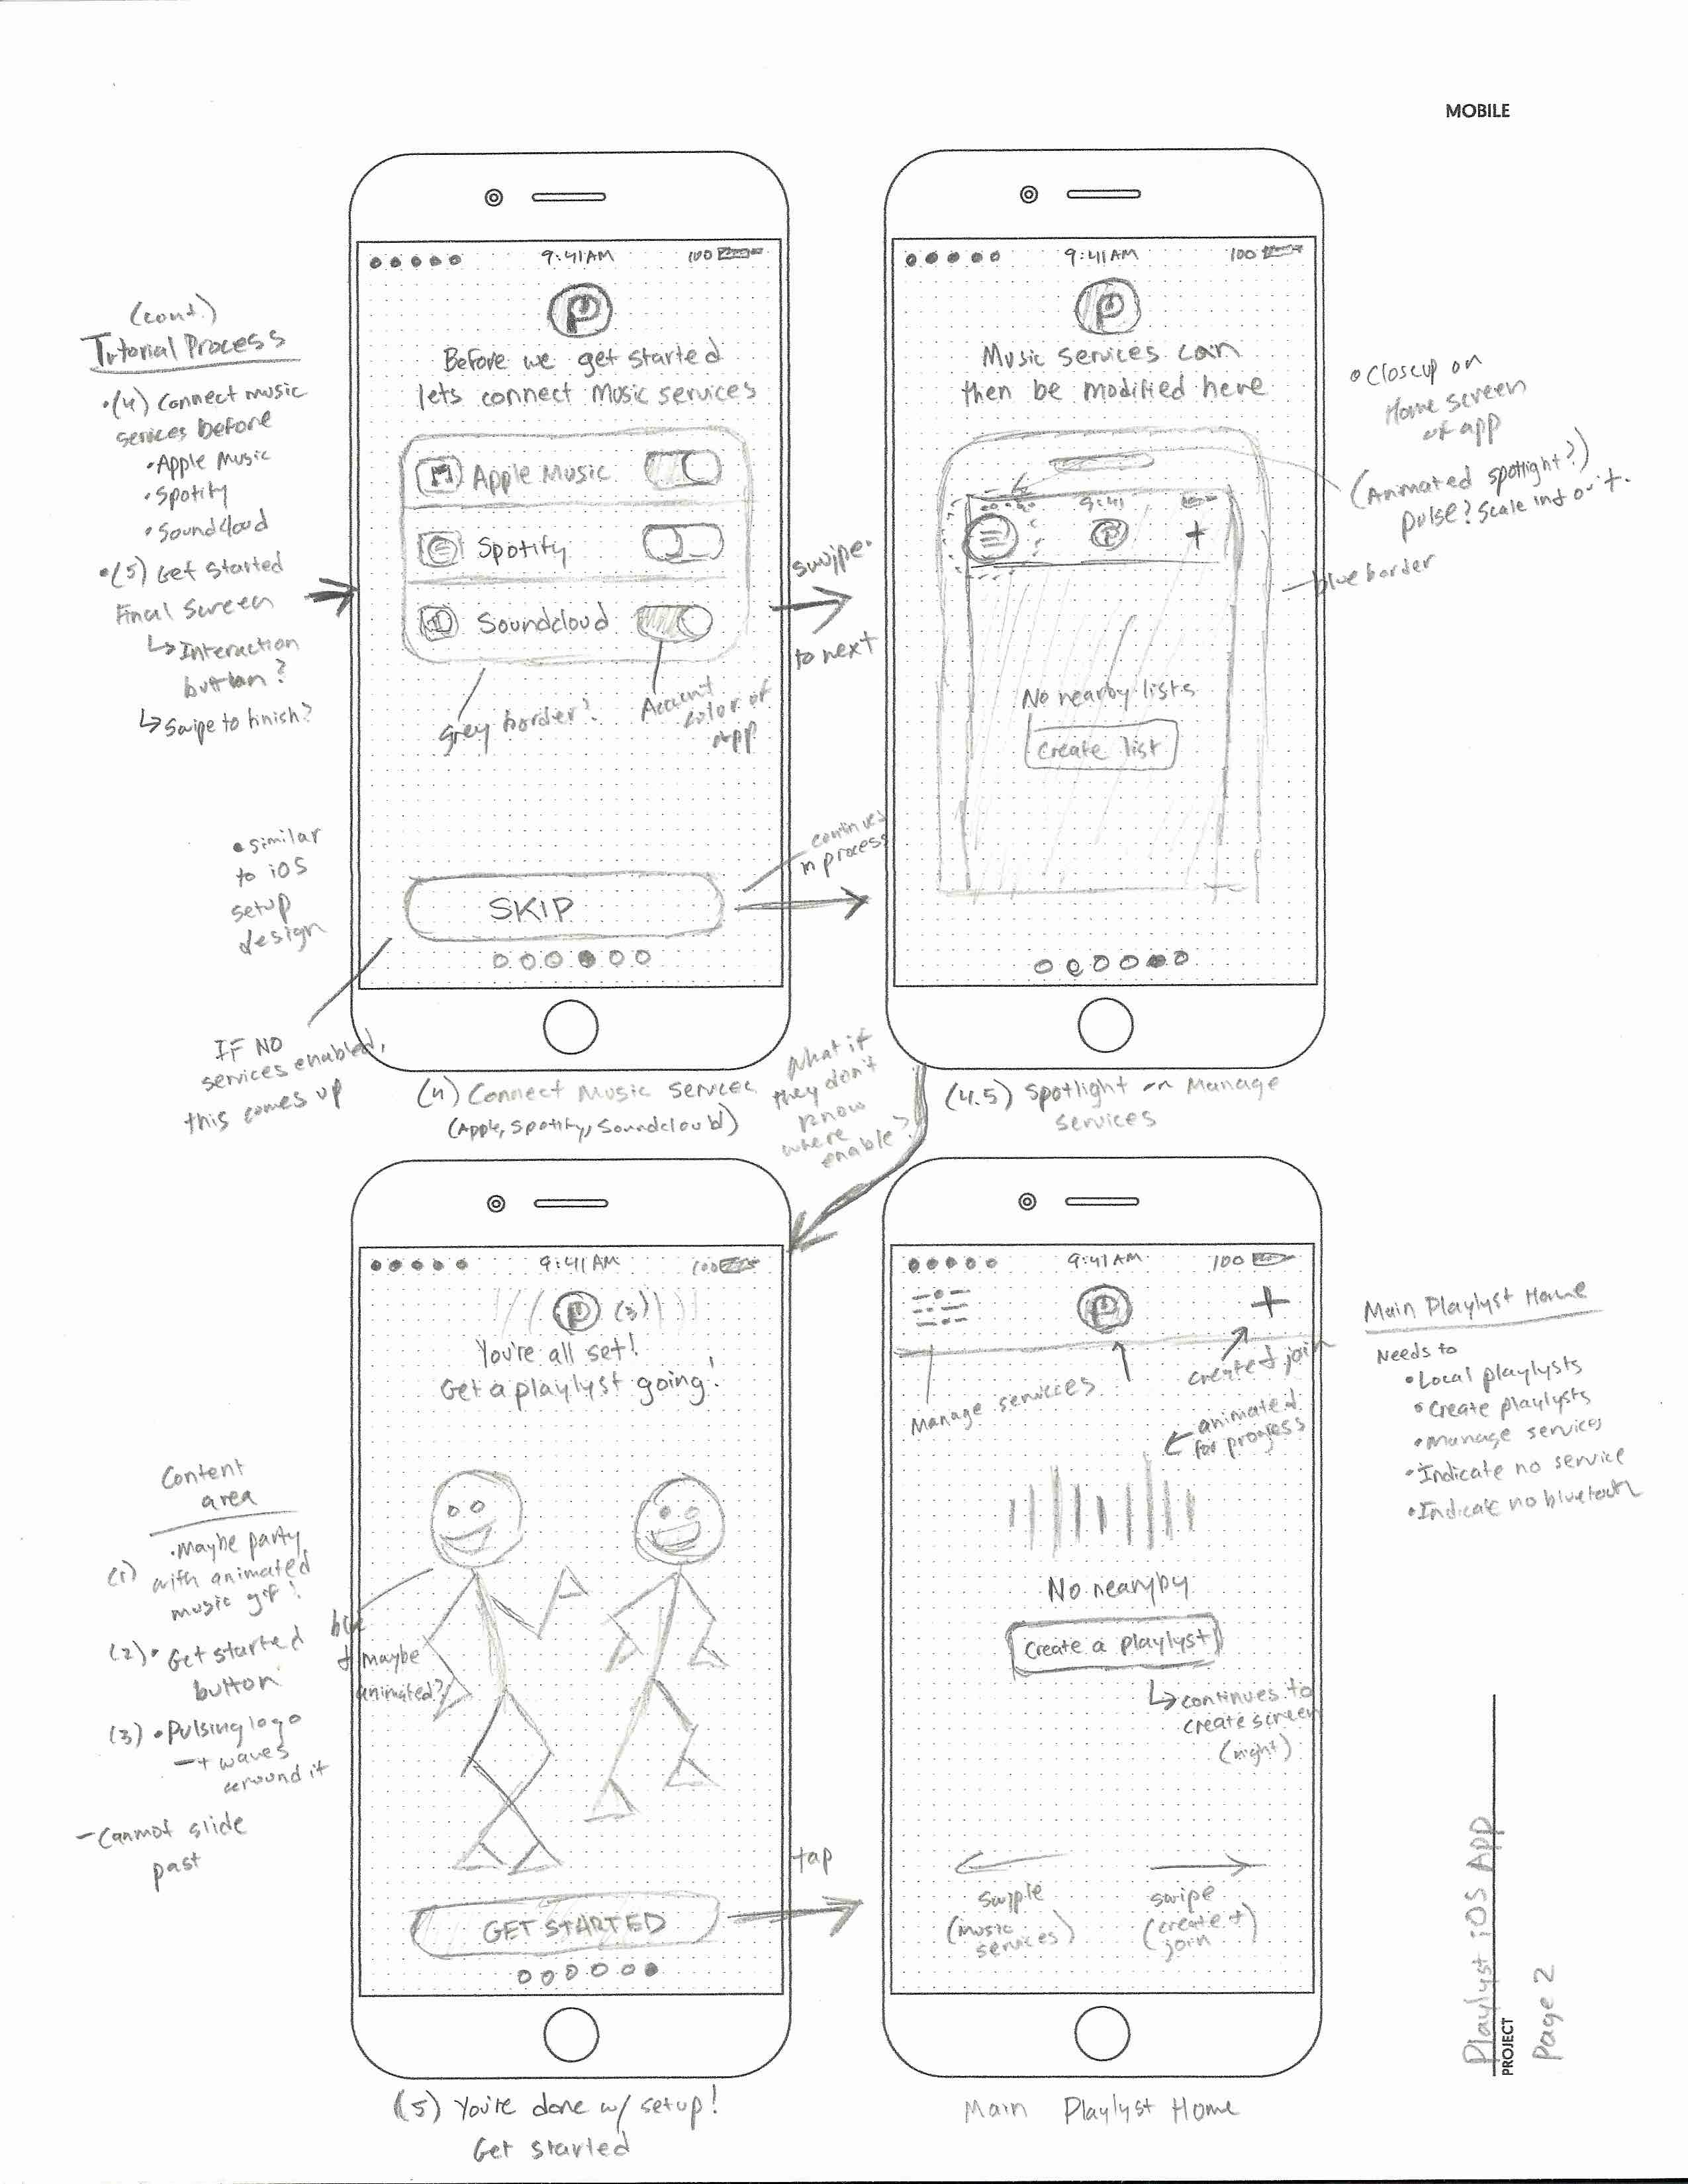 MOBILE
(cont.)
Tutorial Process
•(4) Connect music
services before
•Apple Music
•Spotify
•Soundcloud
•(5) Get Started
Final Screen
↳Interaction
button?
↳Swipe to finish?
•similar
to iOS
setup
design
IF NO
services enabled,
this comes up
9:41AM
100
P
Before we get started
lets connect Music services
Apple Music
Spotify
Soundcloud
Grey border?
Accent
color of
app
SKIP
(4) Connect Music Services
(Apple, Spotify, Soundcloud)
swipe
to next
continues
in process
9:41AM
100
P
Music services can
then be modified here
9:41
P
+
No nearby lists
create list
•Closeup on
Home screen
of app
(Animated spotlight?)
pulse? Scale in+out.
blue border
(4.5) Spotlight on Manage
services
What if
they don't
know
where
enable?
9:41AM
100
P (3)
You're all set!
Get a playlyst going!
Content
area
(1) •Maybe party
with animated
music gif!
(2)• Get started
button
(3) •Pulsing logo
—+ waves
around it
—Cannot slide
past
blue
+maybe
animated?
GET STARTED
tap
(5) You're done w/ setup!
Get started
9:41AM
100
P
+
Manage services
create+join
animated
for progress
No nearyby
Create a playlyst
↳continues to
create screen
(right)
swiple
(music
services)
swipe
(create+
join)
Main Playlyst Home
Main Playlyst Home
Needs to
•Local playlysts
•Create playlysts
•Manage services
•Indicate no service
•Indicate no bluetooth
Playlyst iOS APP
PROJECT
Page 2